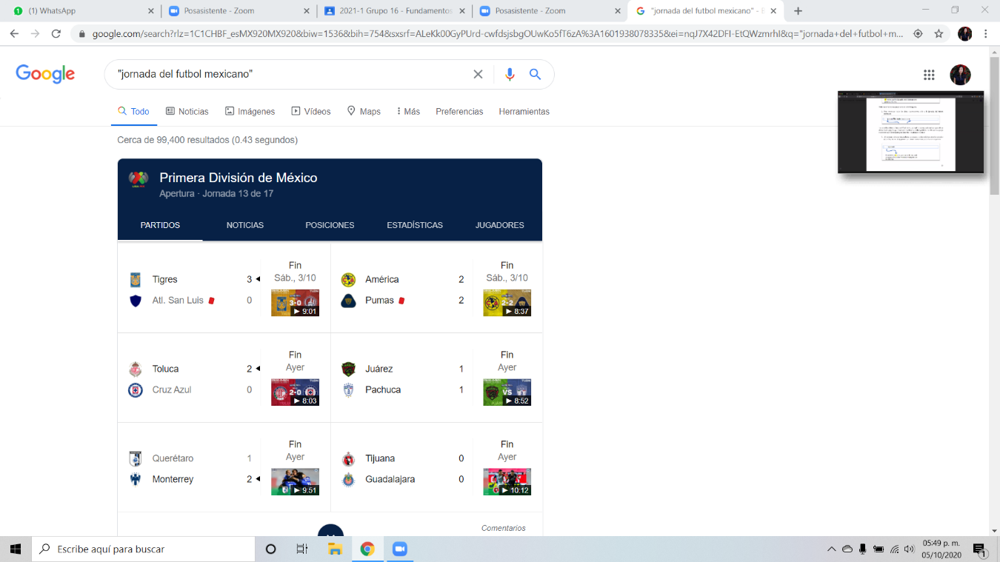 (1) WhatsApp
Posasistente - Zoom
2021-1 Grupo 16 - Fundamentos
Posasistente - Zoom
"jornada del futbol mexicano" - B
google.com/search?rlz=1C1CHBF_esMX920MX920&biw=1536&bih=754&sxsrf=ALeKk00GyPUrd-cwfdsjsbgOUwKo5fT6zA%3A1601938078335&ei=nqJ7X42DFI-EtQWzmrhI&q="jornada+del+futbol+m...
Google
"jornada del futbol mexicano"
Todo
Noticias
Imágenes
Vídeos
Más
Preferencias
Herramientas
Cerca de 99,400 resultados (0.43 segundos)
Primera División de México
Apertura · Jornada 13 de 17
PARTIDOS
NOTICIAS
POSICIONES
ESTADÍSTICAS
JUGADORES
Tigres 3
Atl. San Luis 0
Fin
Sáb., 3/10
3-0
9:01
América 2
Pumas 2
Fin
Sáb., 3/10
2-2
8:37
Toluca 2
Cruz Azul 0
Fin
Ayer
2-0
8:03
Juárez 1
Pachuca 1
Fin
Ayer
VS
8:52
Querétaro 1
Monterrey 2
Fin
Ayer
9:51
Tijuana 0
Guadalajara 0
Fin
Ayer
10:12
Comentarios
Escribe aquí para buscar
05:49 p. m.
05/10/2020
1